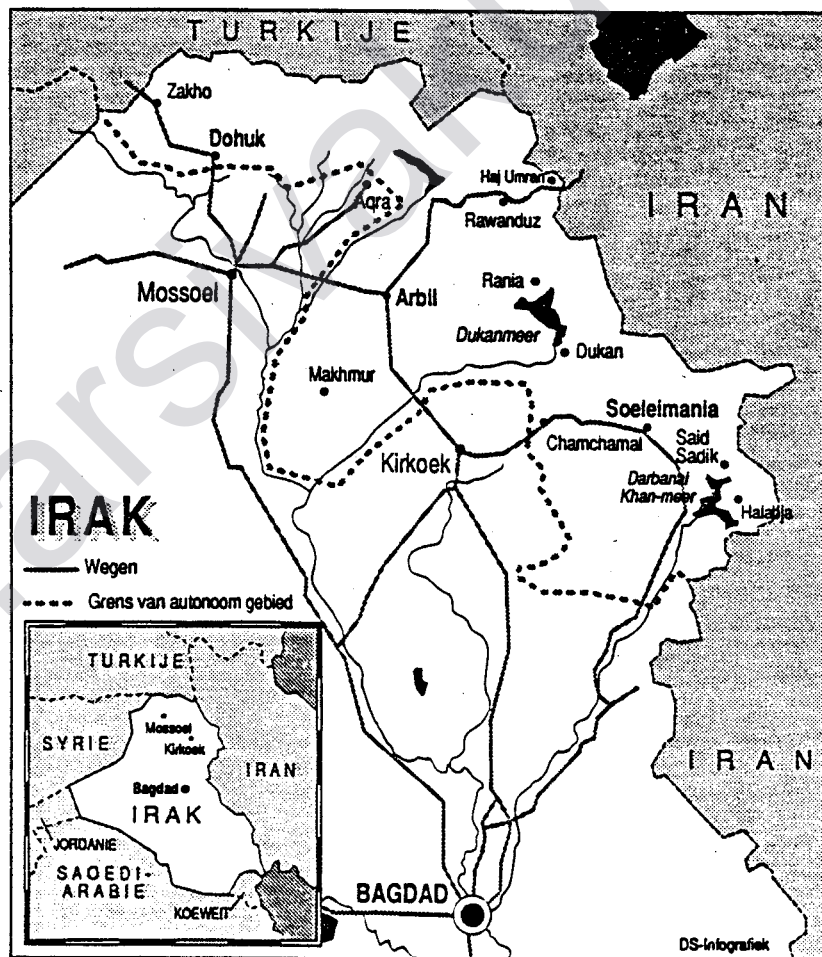 TURKIJE
Zakho
Dohuk
Haj Umran
Aqra
Rawanduz
IRAN
Mossoel
Arbil
Rania
Dukanmeer
Dukan
Makhmur
Soeleimania
Chamchamal
Said
Sadik
Kirkoek
Darbanai
Khan-meer
Halabja
IRAK
Wegen
Grens van autonoom gebied
TURKIJE
Mossoel
Kirkoek
SYRIE
IRAN
Bagdad
IRAK
JORDANIE
SAOEDI-
ARABIE
KOEWEIT
IRAN
BAGDAD
DS-Infografiek